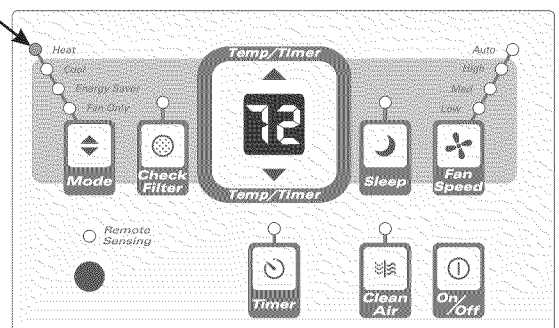 Heat
Cool
Energy Saver
Fan Only
Mode
Check
Filter
Temp/Timer
72
Temp/Timer
Sleep
Auto
High
Med
Low
Fan
Speed
Remote
Sensing
Timer
Clean
Air
On/Off